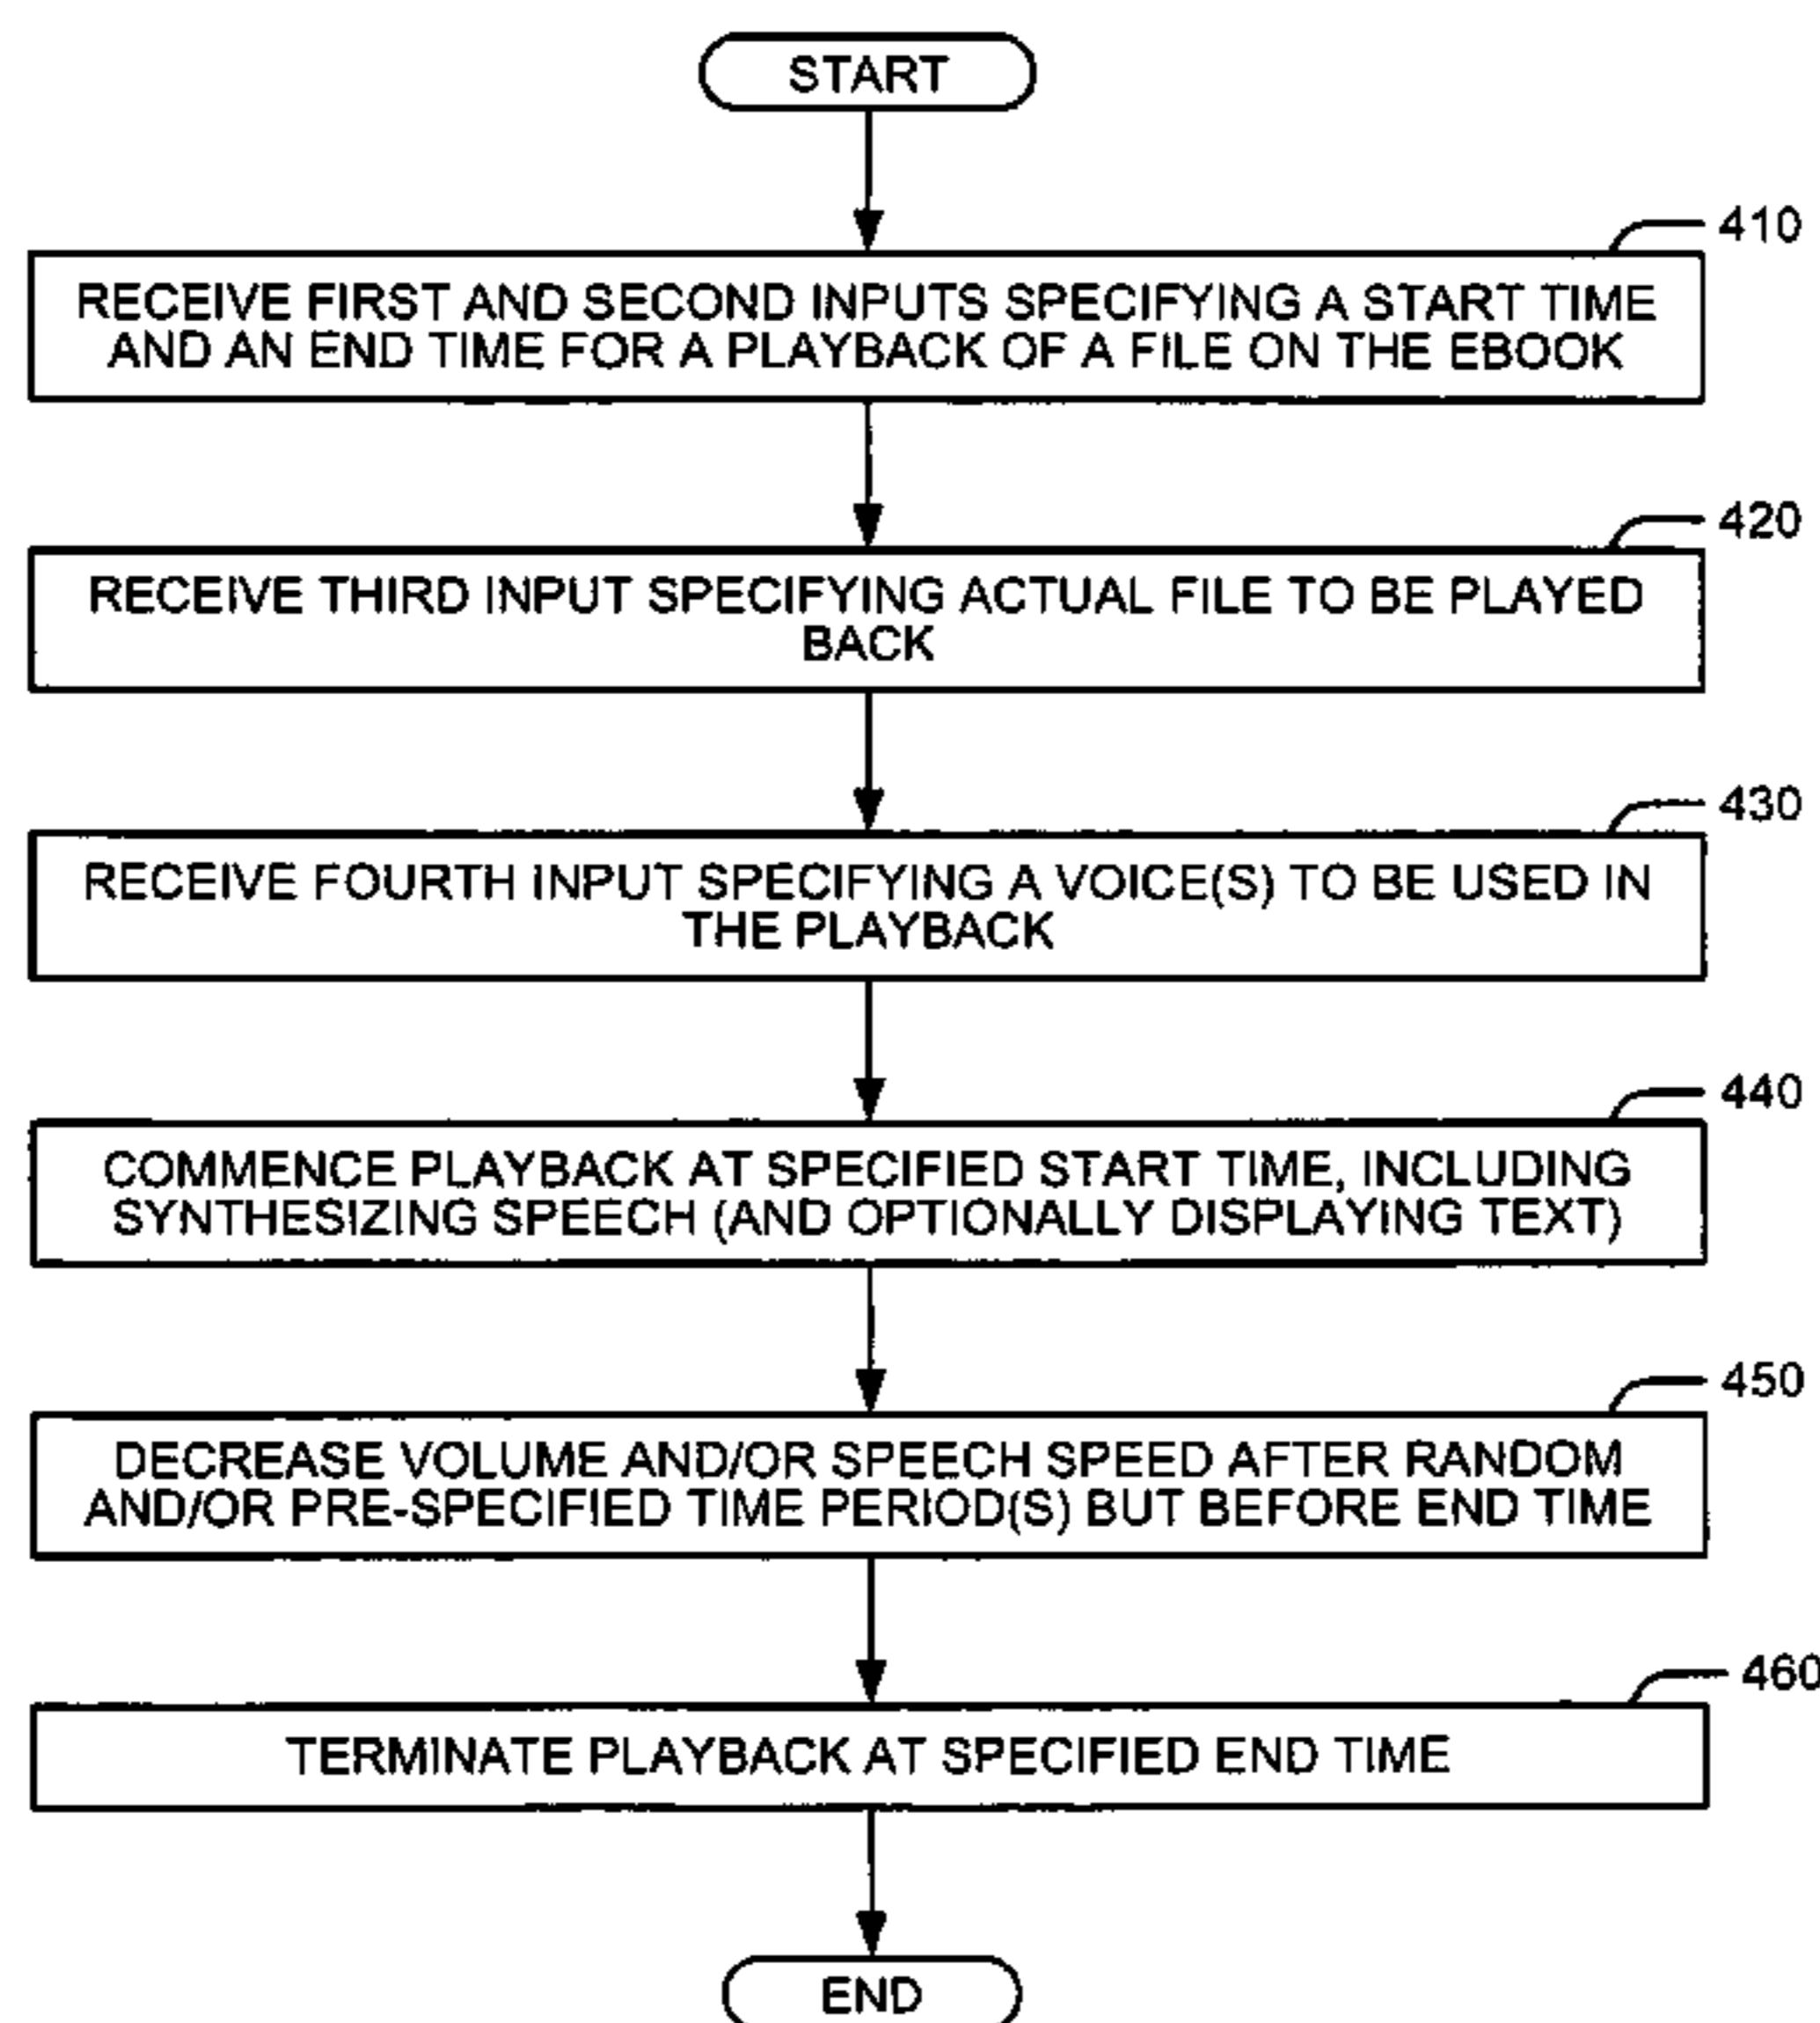 START
410
RECEIVE FIRST AND SECOND INPUTS SPECIFYING A START TIME
AND AN END TIME FOR A PLAYBACK OF A FILE ON THE EBOOK
420
RECEIVE THIRD INPUT SPECIFYING ACTUAL FILE TO BE PLAYED
BACK
430
RECEIVE FOURTH INPUT SPECIFYING A VOICE(S) TO BE USED IN
THE PLAYBACK
440
COMMENCE PLAYBACK AT SPECIFIED START TIME, INCLUDING
SYNTHESIZING SPEECH (AND OPTIONALLY DISPLAYING TEXT)
450
DECREASE VOLUME AND/OR SPEECH SPEED AFTER RANDOM
AND/OR PRE-SPECIFIED TIME PERIOD(S) BUT BEFORE END TIME
460
TERMINATE PLAYBACK AT SPECIFIED END TIME
END